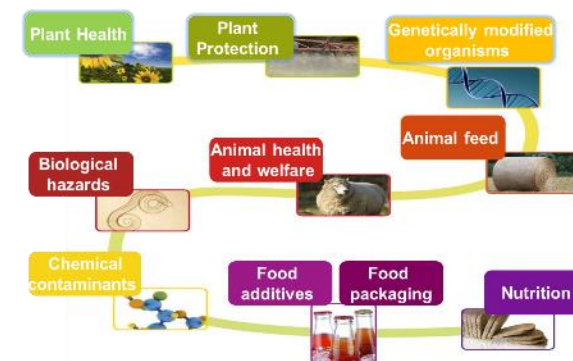 Plant Health
Plant
Protection
Genetically modified
organisms
Animal feed
Animal health
and welfare
Biological
hazards
Chemical
contaminants
Food
additives
Food
packaging
Nutrition